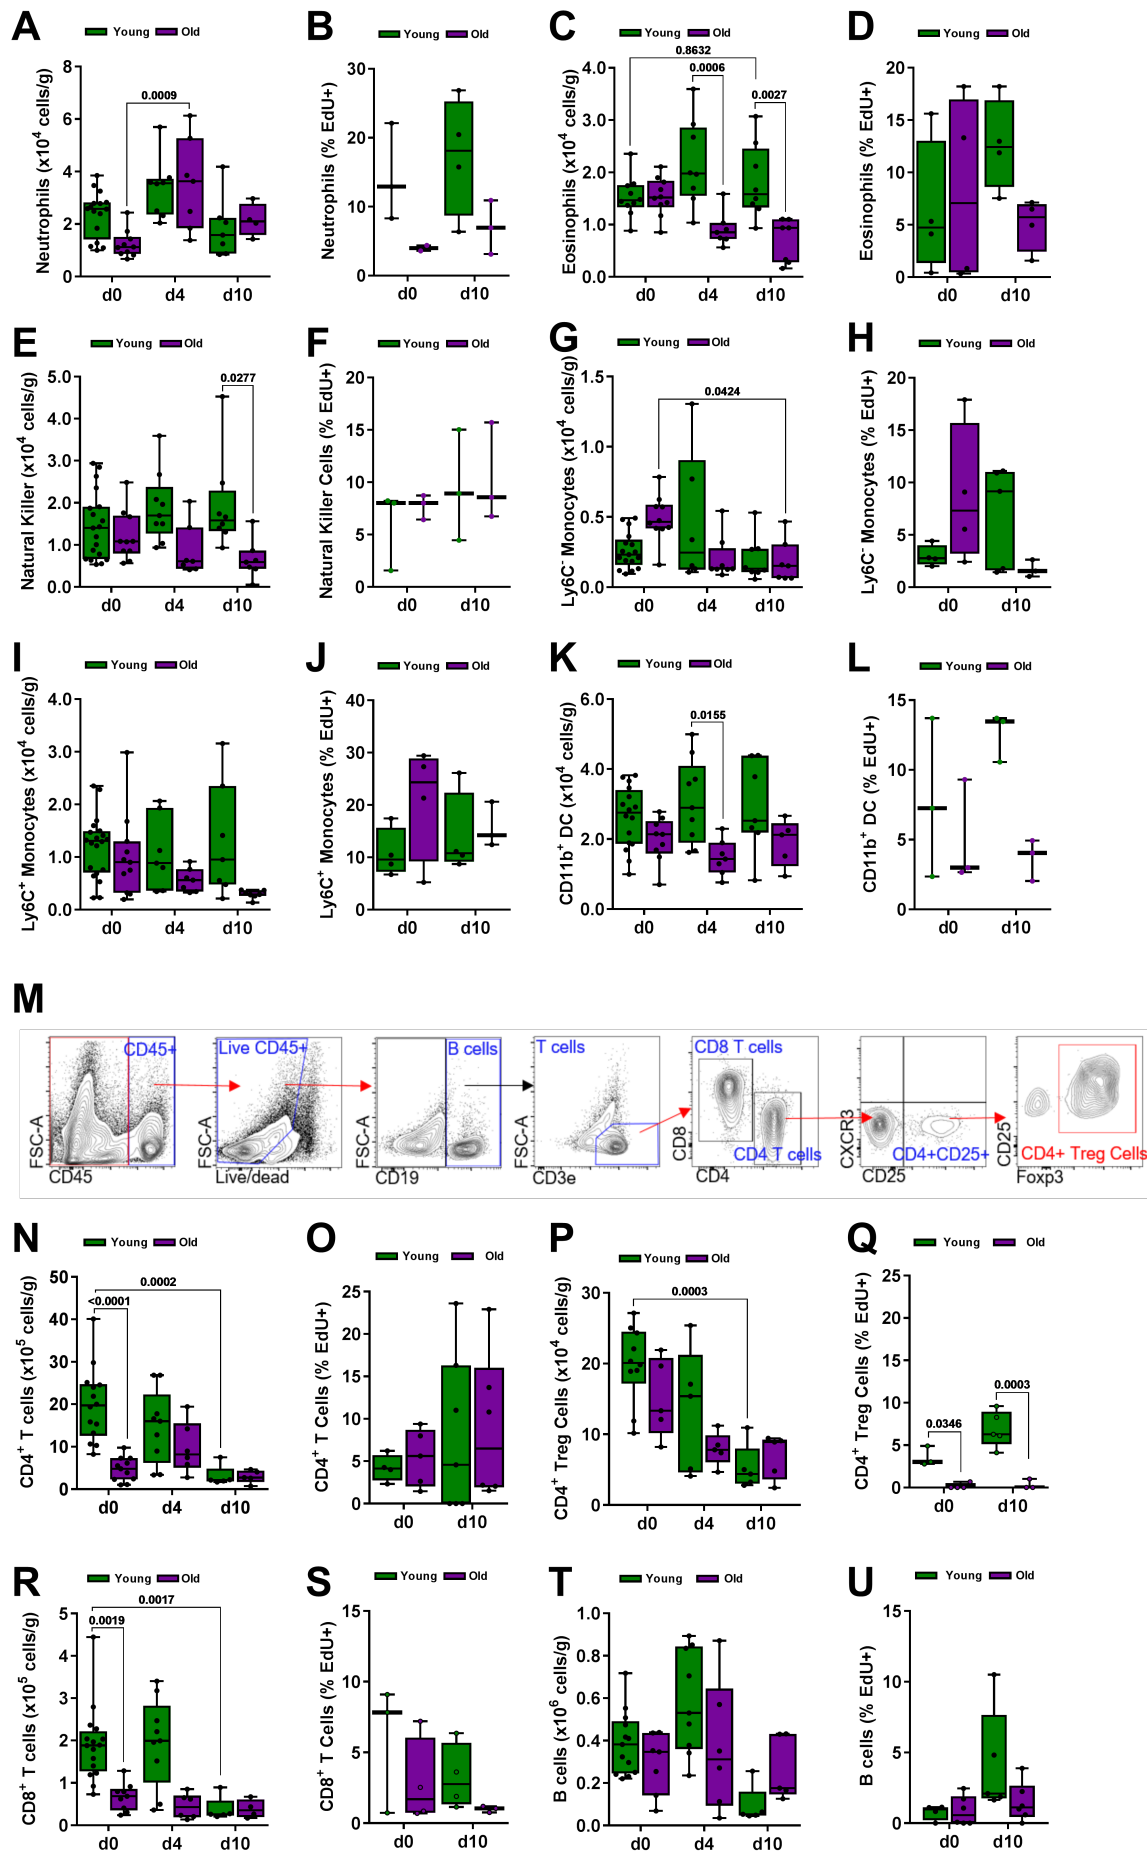 A
Young Old
Neutrophils (x10⁴ cells/g)
8
6
4
2
0
0.0009
d0 d4 d10
B
Young Old
Neutrophils (% EdU+)
30
20
10
0
d0 d10
C
Young Old
Eosinophils (x10⁴ cells/g)
4.0
3.0
2.0
1.0
0.0
0.8632
0.0006
0.0027
d0 d4 d10
D
Young Old
Eosinophils (% EdU+)
20
15
10
5
0
d0 d10
E
Young Old
Natural Killer (x10⁴ cells/g)
5.0
4.0
3.0
2.0
1.0
0.0
0.0277
d0 d4 d10
F
Young Old
Natural Killer Cells (% EdU+)
20
15
10
5
0
d0 d10
G
Young Old
Ly6C⁻ Monocytes (x10⁴ cells/g)
1.5
1.0
0.5
0.0
0.0424
d0 d4 d10
H
Young Old
Ly6C⁻ Monocytes (% EdU+)
20
15
10
5
0
d0 d10
I
Young Old
Ly6C⁺ Monocytes (x10⁴ cells/g)
4.0
3.0
2.0
1.0
0.0
d0 d4 d10
J
Young Old
Ly6C⁺ Monocytes (% EdU+)
40
30
20
10
0
d0 d10
K
Young Old
CD11b⁺ DC (x10⁴ cells/g)
6.0
4.0
2.0
0.0
0.0155
d0 d4 d10
L
Young Old
CD11b⁺ DC (% EdU+)
15
10
5
0
d0 d10
M
CD45+
FSC-A
CD45
Live CD45+
FSC-A
Live/dead
B cells
FSC-A
CD19
T cells
FSC-A
CD3e
CD8 T cells
CD4 T cells
CD8
CD4
XCR3
CD4+CD25+
CD25
CD25
CD4+ Treg Cells
Foxp3
N
Young Old
CD4⁺ T Cells (x10⁵ cells/g)
50
40
30
20
10
0
0.0002
<0.0001
d0 d4 d10
O
Young Old
CD4⁺ T Cells (% EdU+)
25
20
15
10
5
0
d0 d10
P
Young Old
CD4⁺ Treg Cells (x10⁴ cells/g)
30
20
10
0
0.0003
d0 d4 d10
Q
Young Old
CD4⁺ Treg Cells (% EdU+)
25
20
15
10
5
0
0.0346
0.0003
d0 d10
R
Young Old
CD8⁺ T cells (x10⁵ cells/g)
5
4
3
2
1
0
0.0017
0.0019
d0 d4 d10
S
Young Old
CD8⁺ T Cells (% EdU+)
15
10
5
0
d0 d10
T
Young Old
B cells (x10⁶ cells/g)
1.0
0.8
0.6
0.4
0.2
0.0
d0 d4 d10
U
Young Old
B cells (% EdU+)
15
10
5
0
d0 d10